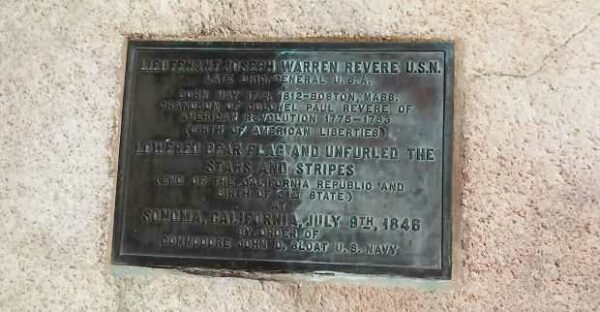 LIEUTENANT JOSEPH WARREN REVERE U.S.N.
LATE BRIG. GENERAL U.S.A.
BORN MAY 17TH, 1812-BOSTON, MASS.
GRANDSON OF COLONEL PAUL REVERE OF
AMERICAN REVOLUTION 1775-1783
(BIRTH OF AMERICAN LIBERTIES)
LOWERED BEAR FLAG AND UNFURLED THE
STARS AND STRIPES
(END OF THE CALIFORNIA REPUBLIC AND
BIRTH OF 31ST STATE)
AT
SONOMA, CALIFORNIA, JULY 9TH, 1846
BY ORDER OF
COMMODORE JOHN D. SLOAT U.S. NAVY